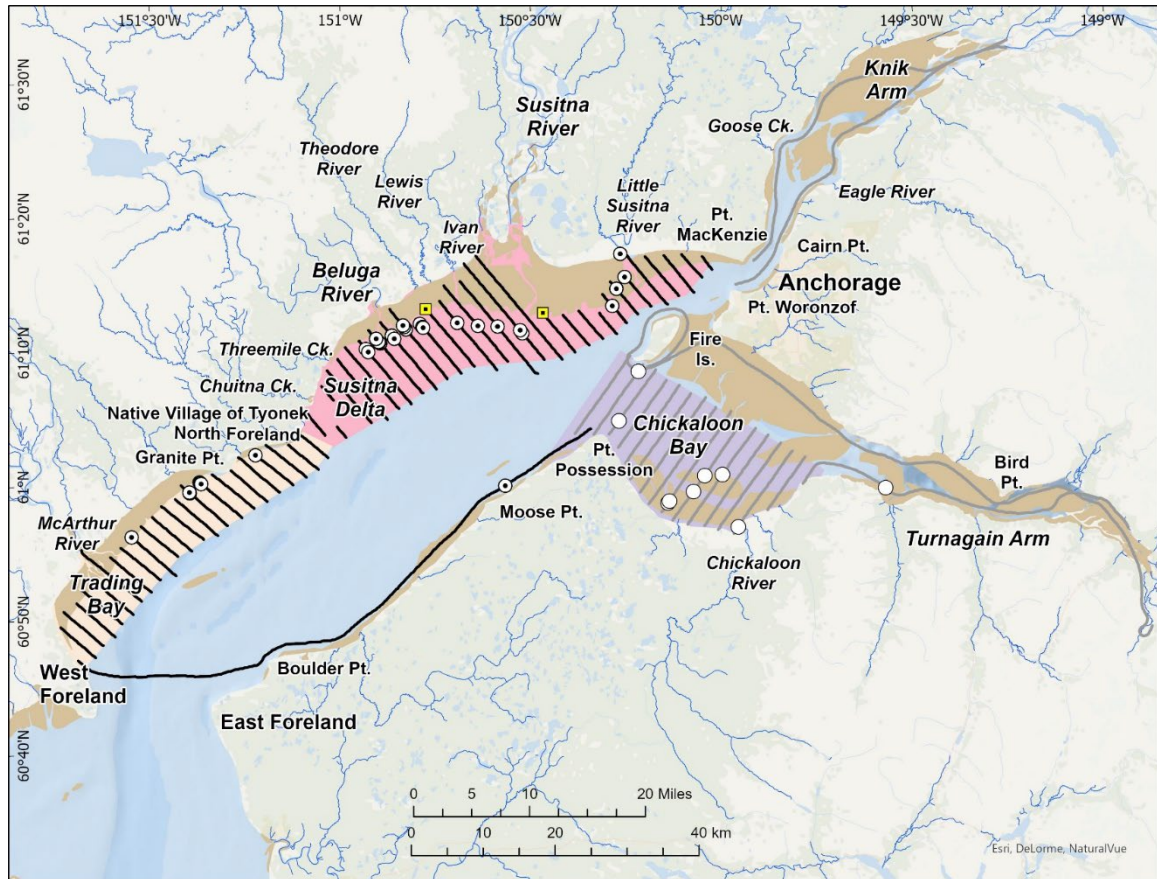 151°30'W
151°W
150°30'W
150°W
149°30'W
149°W
61°30'N
61°20'N
61°10'N
61°N
60°50'N
60°40'N
Knik
Arm
Goose Ck.
Susitna
River
Theodore
River
Lewis
River
Ivan
River
Little
Susitna
River
Eagle River
Pt.
MacKenzie
Cairn Pt.
Beluga
River
Anchorage
Pt. Woronzof
Threemile Ck.
Fire
Is.
Chuitna Ck.
Susitna
Delta
Native Village of Tyonek
North Foreland
Chickaloon
Bay
Granite Pt.
Pt.
Possession
Bird
Pt.
Moose Pt.
McArthur
River
Turnagain Arm
Chickaloon
River
Trading
Bay
Boulder Pt.
West
Foreland
East Foreland
0 5 10 20 Miles
0 10 20 40 km
Esri, DeLorme, NaturalVue